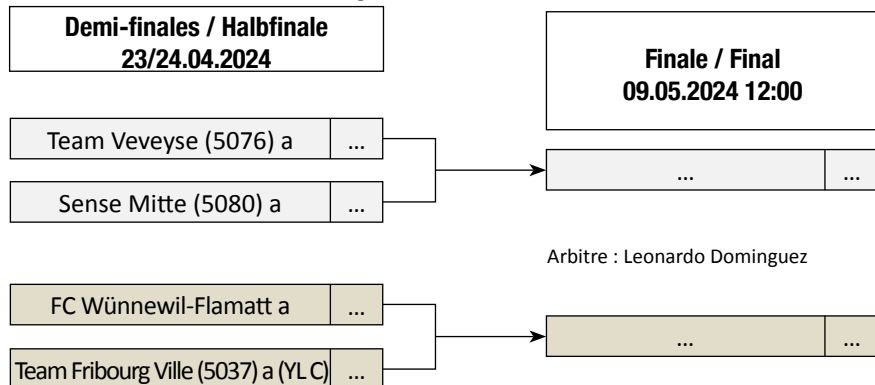 Demi-finales / Halbfinale
23/24.04.2024
Finale / Final
09.05.2024 12:00
Team Veveyse (5076) a ...
Sense Mitte (5080) a ...
... ...
Arbitre : Leonardo Dominguez
FC Wünnewil-Flamatt a ...
Team Fribourg Ville (5037) a (YL C) ...
... ...